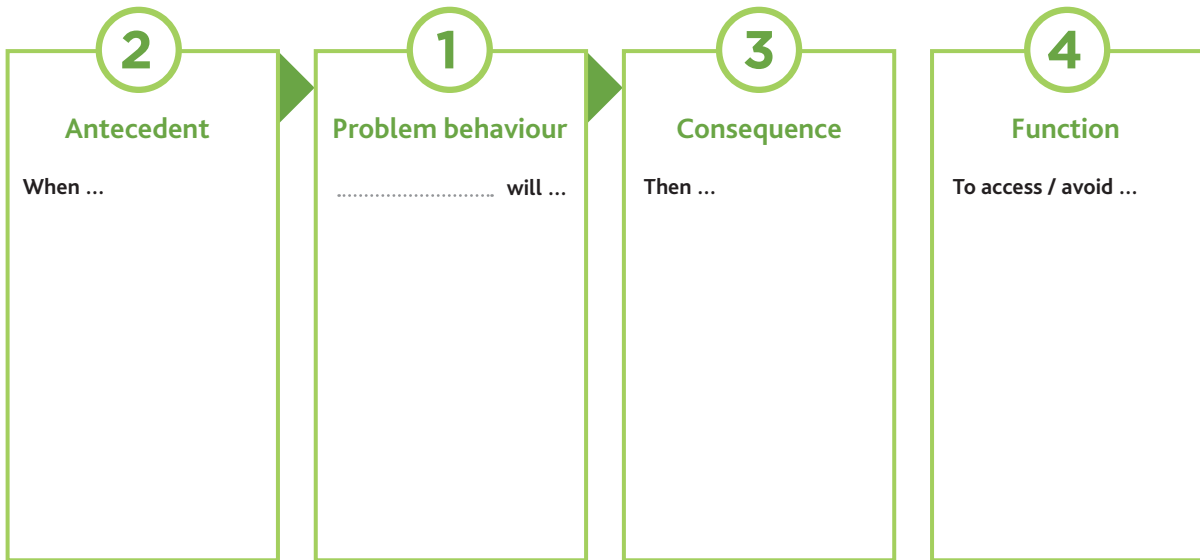 2
Antecedent
When ...
1
Problem behaviour
will ...
3
Consequence
Then ...
4
Function
To access / avoid ...